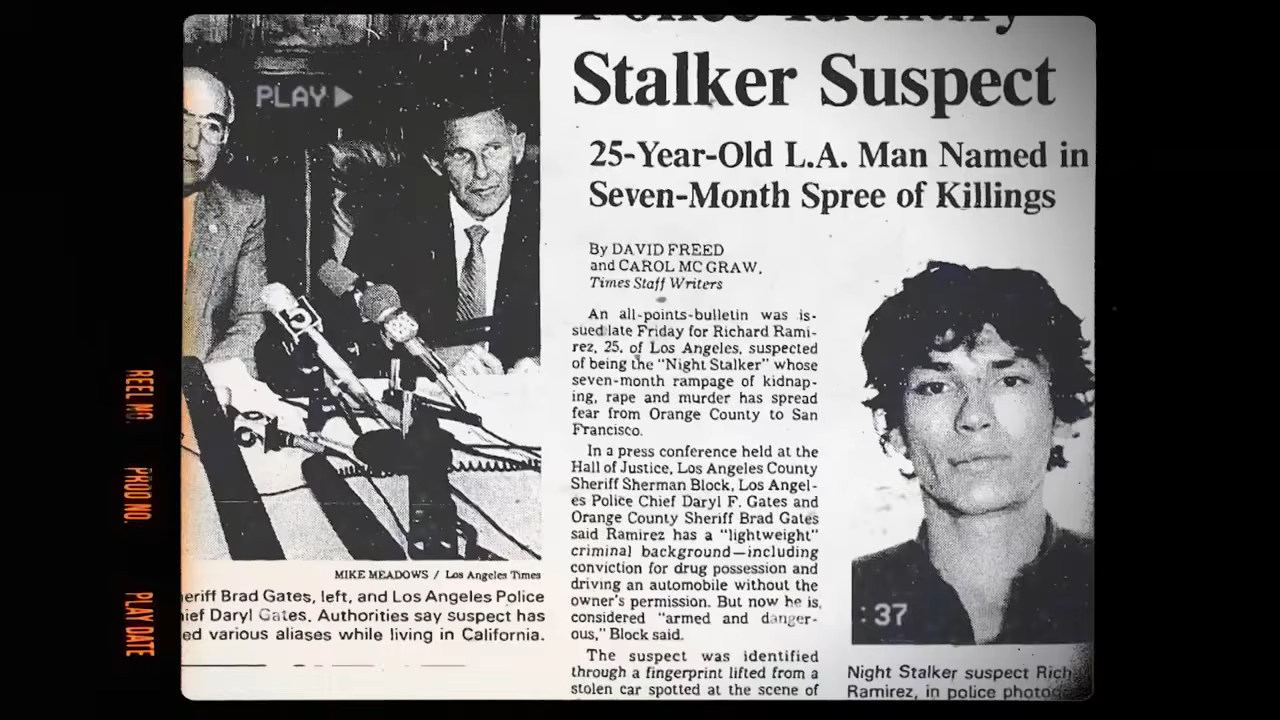 PLAY
Police Identify
Stalker Suspect
25-Year-Old L.A. Man Named in
Seven-Month Spree of Killings
By DAVID FREED
and CAROL MC GRAW,
Times Staff Writers
An all-points-bulletin was is-
sued late Friday for Richard Rami-
rez, 25, of Los Angeles, suspected
of being the "Night Stalker" whose
seven-month rampage of kidnap-
ing, rape and murder has spread
fear from Orange County to San
Francisco.
In a press conference held at the
Hall of Justice, Los Angeles County
Sheriff Sherman Block, Los Angel-
es Police Chief Daryl F. Gates and
Orange County Sheriff Brad Gates
said Ramirez has a "lightweight"
criminal background—including
conviction for drug possession and
driving an automobile without the
owner's permission. But now he is,
considered "armed and danger-
ous," Block said.
The suspect was identified
through a fingerprint lifted from a
stolen car spotted at the scene of
MIKE MEADOWS / Los Angeles Times
eriff Brad Gates, left, and Los Angeles Police
ief Daryl Gates. Authorities say suspect has
ed various aliases while living in California.
:37
Night Stalker suspect Rich
Ramirez, in police photog
REEL NO.
PROD NO.
PLAY DATE